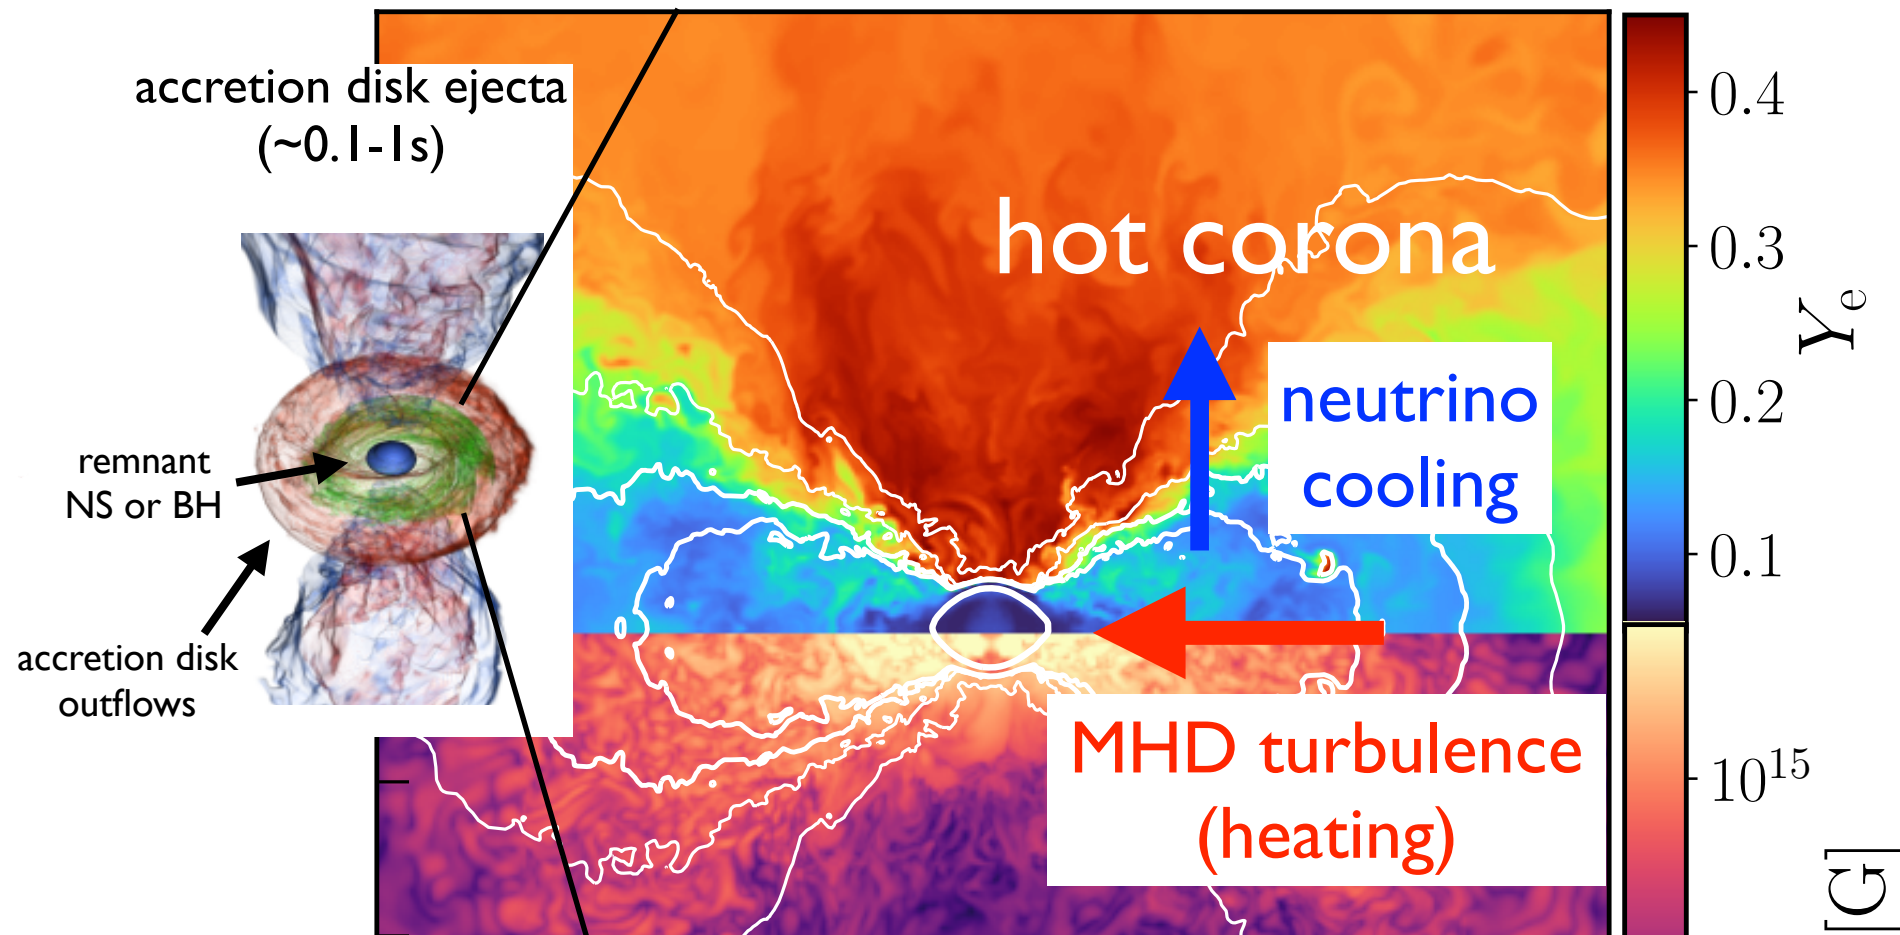 accretion disk ejecta
(~0.1-1s)
remnant
NS or BH
accretion disk
outflows
hot corona
neutrino
cooling
MHD turbulence
(heating)
0.4
0.3
0.2
0.1
Y_e
10^15
[G]